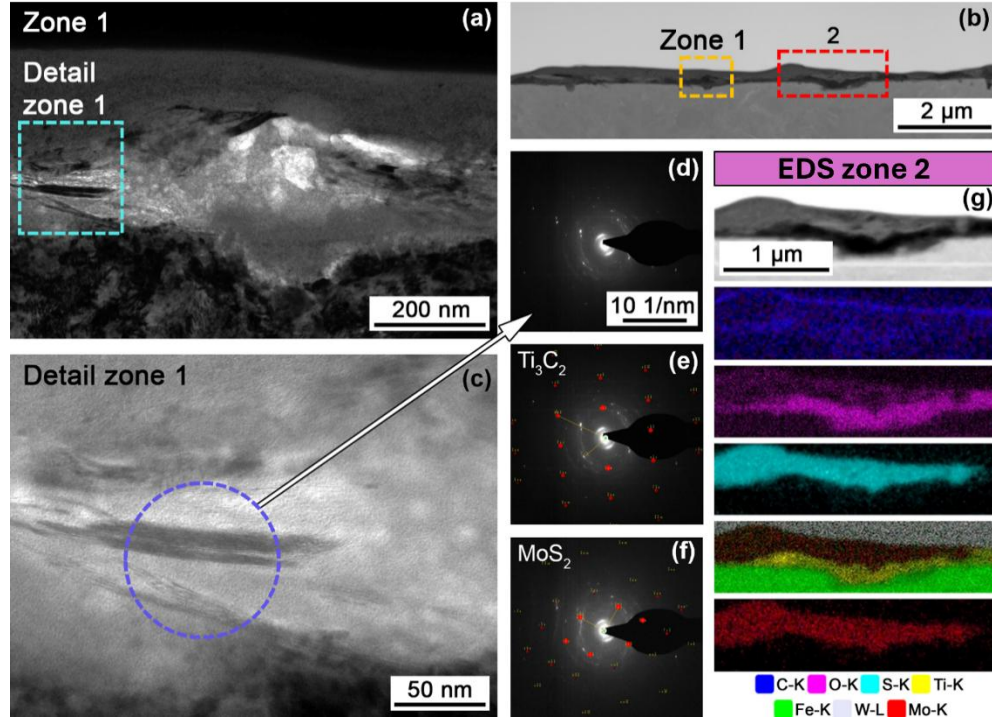 Zone 1
(a)
Detail
zone 1
200 nm
(b)
Zone 1
2
2 µm
Detail zone 1
(c)
50 nm
(d)
10 1/nm
Ti₃C₂
(e)
MoS₂
(f)
EDS zone 2
(g)
1 µm
C-K O-K S-K Ti-K
Fe-K W-L Mo-K